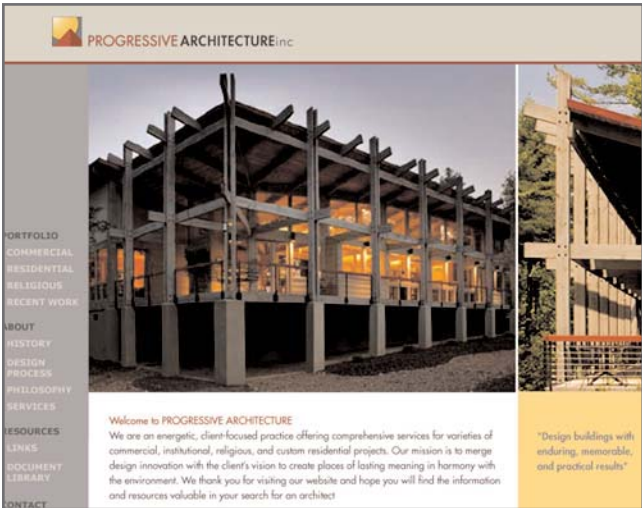 PROGRESSIVE ARCHITECTUREinc
PORTFOLIO
COMMERCIAL
RESIDENTIAL
RELIGIOUS
RECENT WORK
ABOUT
HISTORY
DESIGN
PROCESS
PHILOSOPHY
SERVICES
RESOURCES
LINKS
DOCUMENT
LIBRARY
CONTACT
Welcome to PROGRESSIVE ARCHITECTURE
We are an energetic, client-focused practice offering comprehensive services for varieties of
commercial, institutional, religious, and custom residential projects. Our mission is to merge
design innovation with the client's vision to create places of lasting meaning in harmony with
the environment. We thank you for visiting our website and hope you will find the information
and resources valuable in your search for an architect
"Design buildings with
enduring, memorable,
and practical results"